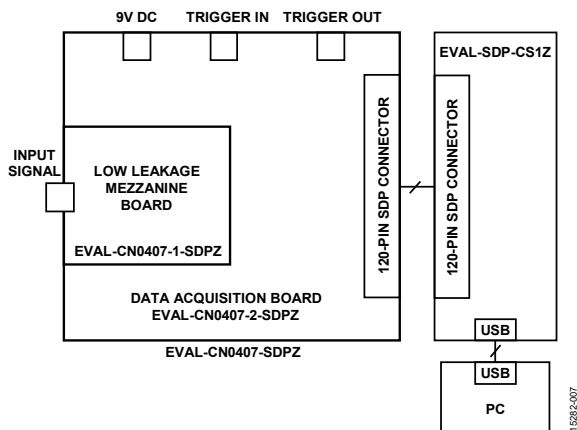 9V DC
TRIGGER IN
TRIGGER OUT
EVAL-SDP-CS1Z
INPUT
SIGNAL
LOW LEAKAGE
MEZZANINE
BOARD
EVAL-CN0407-1-SDPZ
120-PIN SDP CONNECTOR
120-PIN SDP CONNECTOR
DATA ACQUISITION BOARD
EVAL-CN0407-2-SDPZ
EVAL-CN0407-SDPZ
USB
USB
PC
15282-007